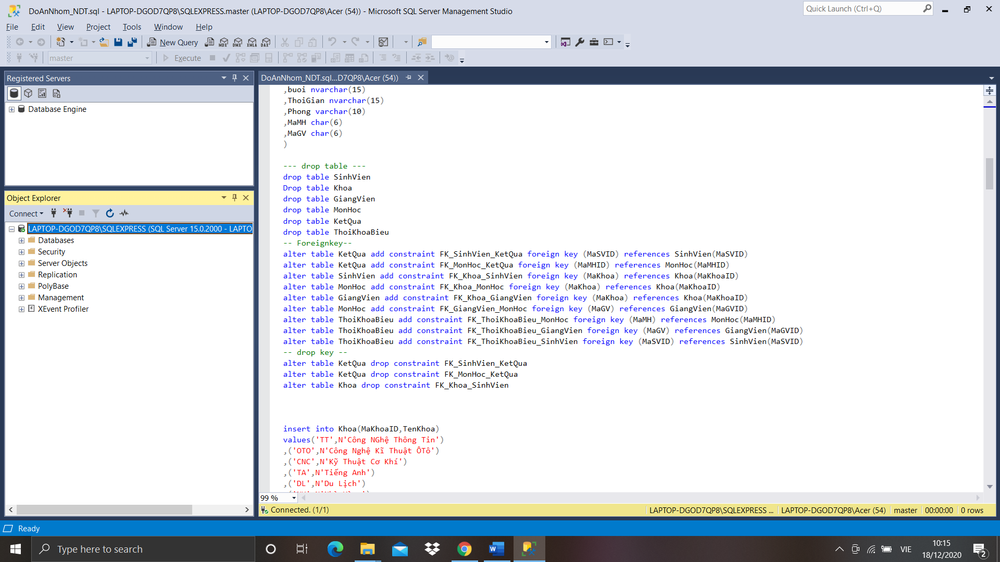 DoAnNhom_NDT.sql - LAPTOP-DGOD7QP8\SQLEXPRESS.master (LAPTOP-DGOD7QP8\Acer (54)) - Microsoft SQL Server Management Studio
Quick Launch (Ctrl+Q)
File Edit View Project Tools Window Help
New Query MDX DMX XMLA DAX
master Execute
Registered Servers
Database Engine
Object Explorer
Connect
LAPTOP-DGOD7QP8\SQLEXPRESS (SQL Server 15.0.2000 - LAPTO
Databases
Security
Server Objects
Replication
PolyBase
Management
XEvent Profiler
DoAnNhom_NDT.sql...D7QP8\Acer (54))
,buoi nvarchar(15)
,ThoiGian nvarchar(15)
,Phong varchar(10)
,MaMH char(6)
,MaGV char(6)
)
--- drop table ---
drop table SinhVien
Drop table Khoa
drop table GiangVien
drop table MonHoc
drop table KetQua
drop table ThoiKhoaBieu
-- Foreignkey--
alter table KetQua add constraint FK_SinhVien_KetQua foreign key (MaSVID) references SinhVien(MaSVID)
alter table KetQua add constraint FK_MonHoc_KetQua foreign key (MaMHID) references MonHoc(MaMHID)
alter table SinhVien add constraint FK_Khoa_SinhVien foreign key (MaKhoa) references Khoa(MaKhoaID)
alter table MonHoc add constraint FK_Khoa_MonHoc foreign key (MaKhoa) references Khoa(MaKhoaID)
alter table GiangVien add constraint FK_Khoa_GiangVien foreign key (MaKhoa) references Khoa(MaKhoaID)
alter table MonHoc add constraint FK_GiangVien_MonHoc foreign key (MaGV) references GiangVien(MaGVID)
alter table ThoiKhoaBieu add constraint FK_ThoiKhoaBieu_MonHoc foreign key (MaMH) references MonHoc(MaMHID)
alter table ThoiKhoaBieu add constraint FK_ThoiKhoaBieu_GiangVien foreign key (MaGV) references GiangVien(MaGVID)
alter table ThoiKhoaBieu add constraint FK_ThoiKhoaBieu_SinhVien foreign key (MaSVID) references SinhVien(MaSVID)
-- drop key --
alter table KetQua drop constraint FK_SinhVien_KetQua
alter table KetQua drop constraint FK_MonHoc_KetQua
alter table Khoa drop constraint FK_Khoa_SinhVien
insert into Khoa(MaKhoaID,TenKhoa)
values('TT',N'Công NGhệ Thông Tin')
,('OTO',N'Công Nghệ Kĩ Thuật ÔTô')
,('CNC',N'Kỹ Thuật Cơ Khí')
,('TA',N'Tiếng Anh')
,('DL',N'Du Lịch')
99 %
Connected. (1/1)
LAPTOP-DGOD7QP8\SQLEXPRESS ... LAPTOP-DGOD7QP8\Acer (54) master 00:00:00 0 rows
Ready
Type here to search
VIE
10:15
18/12/2020
2